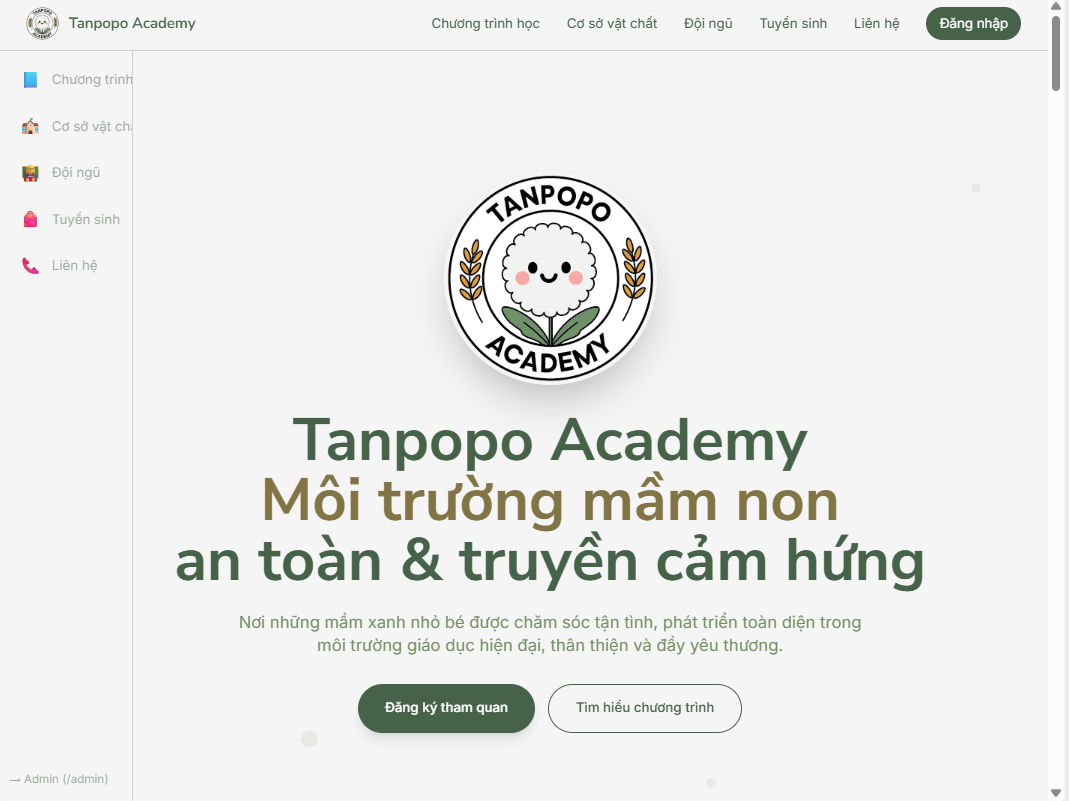 TANPOPO
ACADEMY
Tanpopo Academy
Chương trình học
Cơ sở vật chất
Đội ngũ
Tuyển sinh
Liên hệ
Đăng nhập
Chương trình
Cơ sở vật
Đội ngũ
Tuyển sinh
Liên hệ
→ Admin (/admin)
TANPOPO
ACADEMY
Tanpopo Academy
Môi trường mầm non
an toàn & truyền cảm hứng
Nơi những mầm xanh nhỏ bé được chăm sóc tận tình, phát triển toàn diện trong
môi trường giáo dục hiện đại, thân thiện và đầy yêu thương.
Đăng ký tham quan
Tìm hiểu chương trình